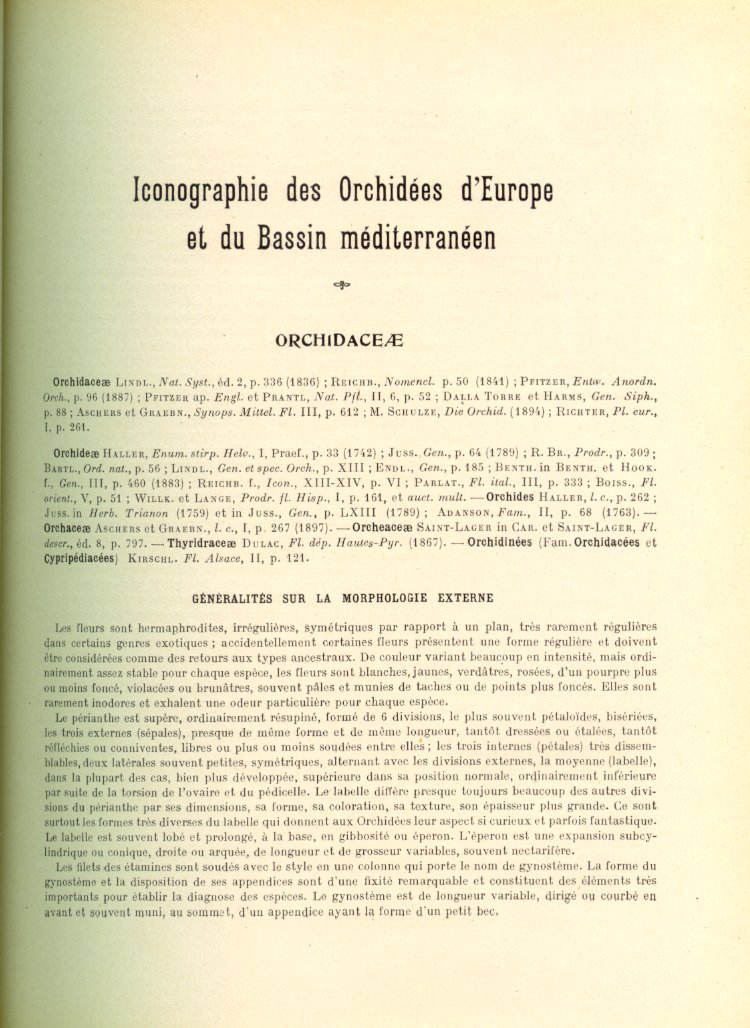 Iconographie des Orchidées d'Europe
et du Bassin méditerranéen
ORCHIDACEÆ
Orchidaceæ LINDL., Nat. Syst., éd. 2, p. 336 (1836) ; REICHB., Nomencl. p. 50 (1841) ; PFITZER, Entw. Anordn.
Orch., p. 96 (1887) ; PFITZER ap. Engl. et PRANTL, Nat. Pfl., II, 6, p. 52 ; DALLA TORRE et HARMS, Gen. Siph.,
p. 88 ; ASCHERS et GRAEBN., Synops. Mittel. Fl. III, p. 612 ; M. SCHULZE, Die Orchid. (1894) ; RICHTER, Pl. eur.,
I, p. 261.
Orchideæ HALLER, Enum. stirp. Helv., I, Praef., p. 33 (1742) ; JUSS. Gen., p. 64 (1789) ; R. BR., Prodr., p. 309 ;
BARTL., Ord. nat., p. 56 ; LINDL., Gen. et spec. Orch., p. XIII ; ENDL., Gen., p. 185 ; BENTH. in BENTH. et HOOK.
f., Gen., III, p. 460 (1883) ; REICHB. f., Icon., XIII-XIV, p. VI ; PARLAT., Fl. ital., III, p. 333 ; BOISS., Fl.
orient., V, p. 51 ; WILLK. et LANGE, Prodr. fl. Hisp., I, p. 161, et auct. mult. — Orchides HALLER, l. c., p. 262 ;
JUSS. in Herb. Trianon (1759) et in JUSS., Gen., p. LXIII (1789) ; ADANSON, Fam., II, p. 68 (1763). —
Orchaceæ ASCHERS et GRAEBN., l. c., I, p. 267 (1897). — Orcheaceæ SAINT-LAGER in CAR. et SAINT-LAGER, Fl.
descr., éd. 8, p. 797. — Thyridraceæ DULAC, Fl. dép. Hautes-Pyr. (1867). — Orchidinées (Fam. Orchidacées et
Cypripédiacées) KIRSCHL. Fl. Alsace, II, p. 121.
GÉNÉRALITÉS SUR LA MORPHOLOGIE EXTERNE
Les fleurs sont hermaphrodites, irrégulières, symétriques par rapport à un plan, très rarement régulières
dans certains genres exotiques ; accidentellement certaines fleurs présentent une forme régulière et doivent
être considérées comme des retours aux types ancestraux. De couleur variant beaucoup en intensité, mais ordi-
nairement assez stable pour chaque espèce, les fleurs sont blanches, jaunes, verdâtres, rosées, d'un pourpre plus
ou moins foncé, violacées ou brunâtres, souvent pâles et munies de taches ou de points plus foncés. Elles sont
rarement inodores et exhalent une odeur particulière pour chaque espèce.
Le périanthe est supère, ordinairement résupiné, formé de 6 divisions, le plus souvent pétaloïdes, bisériées,
les trois externes (sépales), presque de même forme et de même longueur, tantôt dressées ou étalées, tantôt
réfléchies ou conniventes, libres ou plus ou moins soudées entre elles ; les trois internes (pétales) très dissem-
blables, deux latérales souvent petites, symétriques, alternant avec les divisions externes, la moyenne (labelle),
dans la plupart des cas, bien plus développée, supérieure dans sa position normale, ordinairement inférieure
par suite de la torsion de l'ovaire et du pédicelle. Le labelle diffère presque toujours beaucoup des autres divi-
sions du périanthe par ses dimensions, sa forme, sa coloration, sa texture, son épaisseur plus grande. Ce sont
surtout les formes très diverses du labelle qui donnent aux Orchidées leur aspect si curieux et parfois fantastique.
Le labelle est souvent lobé et prolongé, à la base, en gibbosité ou éperon. L'éperon est une expansion subcy-
lindrique ou conique, droite ou arquée, de longueur et de grosseur variables, souvent nectarifère.
Les filets des étamines sont soudés avec le style en une colonne qui porte le nom de gynostème. La forme du
gynostème et la disposition de ses appendices sont d'une fixité remarquable et constituent des éléments très
importants pour établir la diagnose des espèces. Le gynostème est de longueur variable, dirigé ou courbé en
avant et souvent muni, au sommet, d'un appendice ayant la forme d'un petit bec.